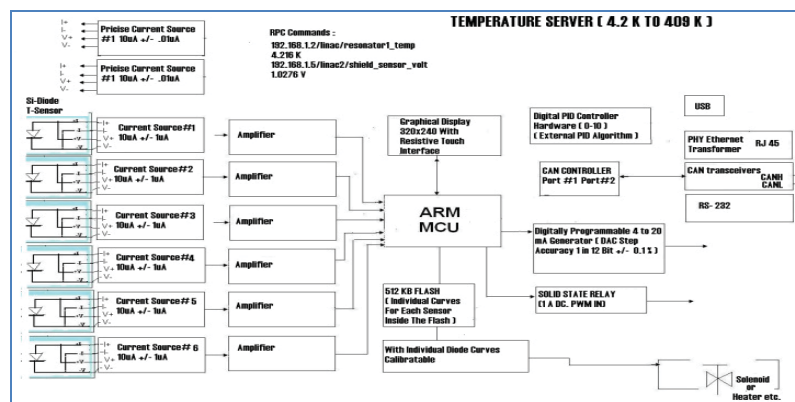 TEMPERATURE SERVER ( 4.2 K TO 409 K )
I+
I-
V+
V-
Pricise Current Source
#1 10uA +/- .01uA
I+
I-
V+
V-
Pricise Current Source
#1 10uA +/- .01uA
RPC Commands :
192.168.1.2/linac/resonator1_temp
4.216 K
192.168.1.5/linac2/shield_sensor_volt
1.0276 V
Si-Diode
T-Sensor
I+
I-
V+
V-
Current Source#1
10uA +/- 1uA
Amplifier
I+
I-
V+
V-
Current Source#2
10uA +/- 1uA
Amplifier
I+
I-
V+
V-
Current Source#3
10uA +/- 1uA
Amplifier
I+
I-
V+
V-
Current Source#4
10uA +/- 1uA
Amplifier
I+
I-
V+
V-
Current Source# 5
10uA +/- 1uA
Amplifier
I+
I-
V+
V-
Current Source# 6
10uA +/- 1uA
Amplifier
Graphical Display
320x240 With
Resistive Touch
Interface
ARM
MCU
512 KB FLASH
( Individual Curves
For Each Sensor
Inside The Flash )
With Individual Diode Curves
Calibratable
Digital PID Controller
Hardware ( 0-10 )
( External PID Algorithm )
CAN CONTROLLER
Port #1 Port#2
Digitally Programable 4 to 20
mA Generator ( DAC Step
Accuracy 1 in 12 Bit +/- 0.1% )
SOLID STATE RELAY
(1 A DC. PWM IN)
USB
PHY Ethernet
Transformer RJ 45
CAN transceivers
CANH
CANL
RS- 232
Solenoid
or
Heater etc.